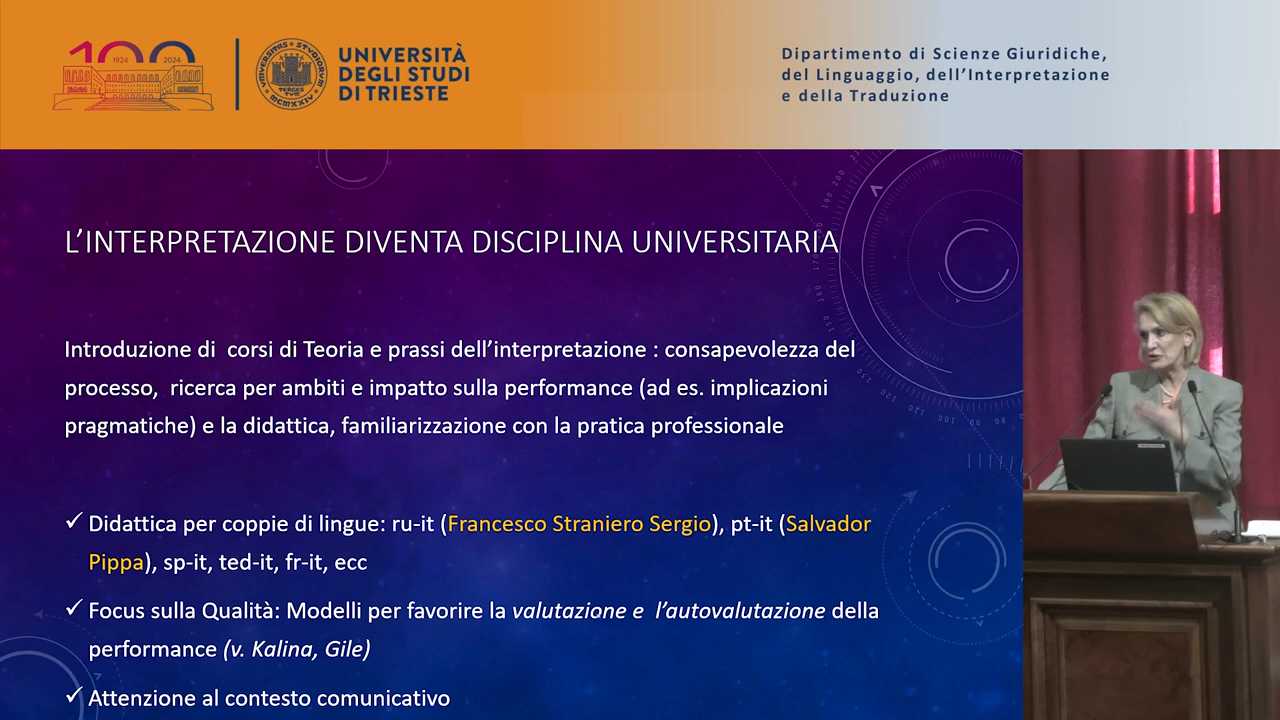 100
1924 2024
UNIVERSITÀ
DEGLI STUDI
DI TRIESTE
Dipartimento di Scienze Giuridiche,
del Linguaggio, dell'Interpretazione
e della Traduzione
L'INTERPRETAZIONE DIVENTA DISCIPLINA UNIVERSITARIA
Introduzione di  corsi di Teoria e prassi dell'interpretazione : consapevolezza del
processo,  ricerca per ambiti e impatto sulla performance (ad es. implicazioni
pragmatiche) e la didattica, familiarizzazione con la pratica professionale
✓ Didattica per coppie di lingue: ru-it (Francesco Straniero Sergio), pt-it (Salvador
Pippa), sp-it, ted-it, fr-it, ecc
✓ Focus sulla Qualità: Modelli per favorire la valutazione e  l'autovalutazione della
performance (v. Kalina, Gile)
✓ Attenzione al contesto comunicativo